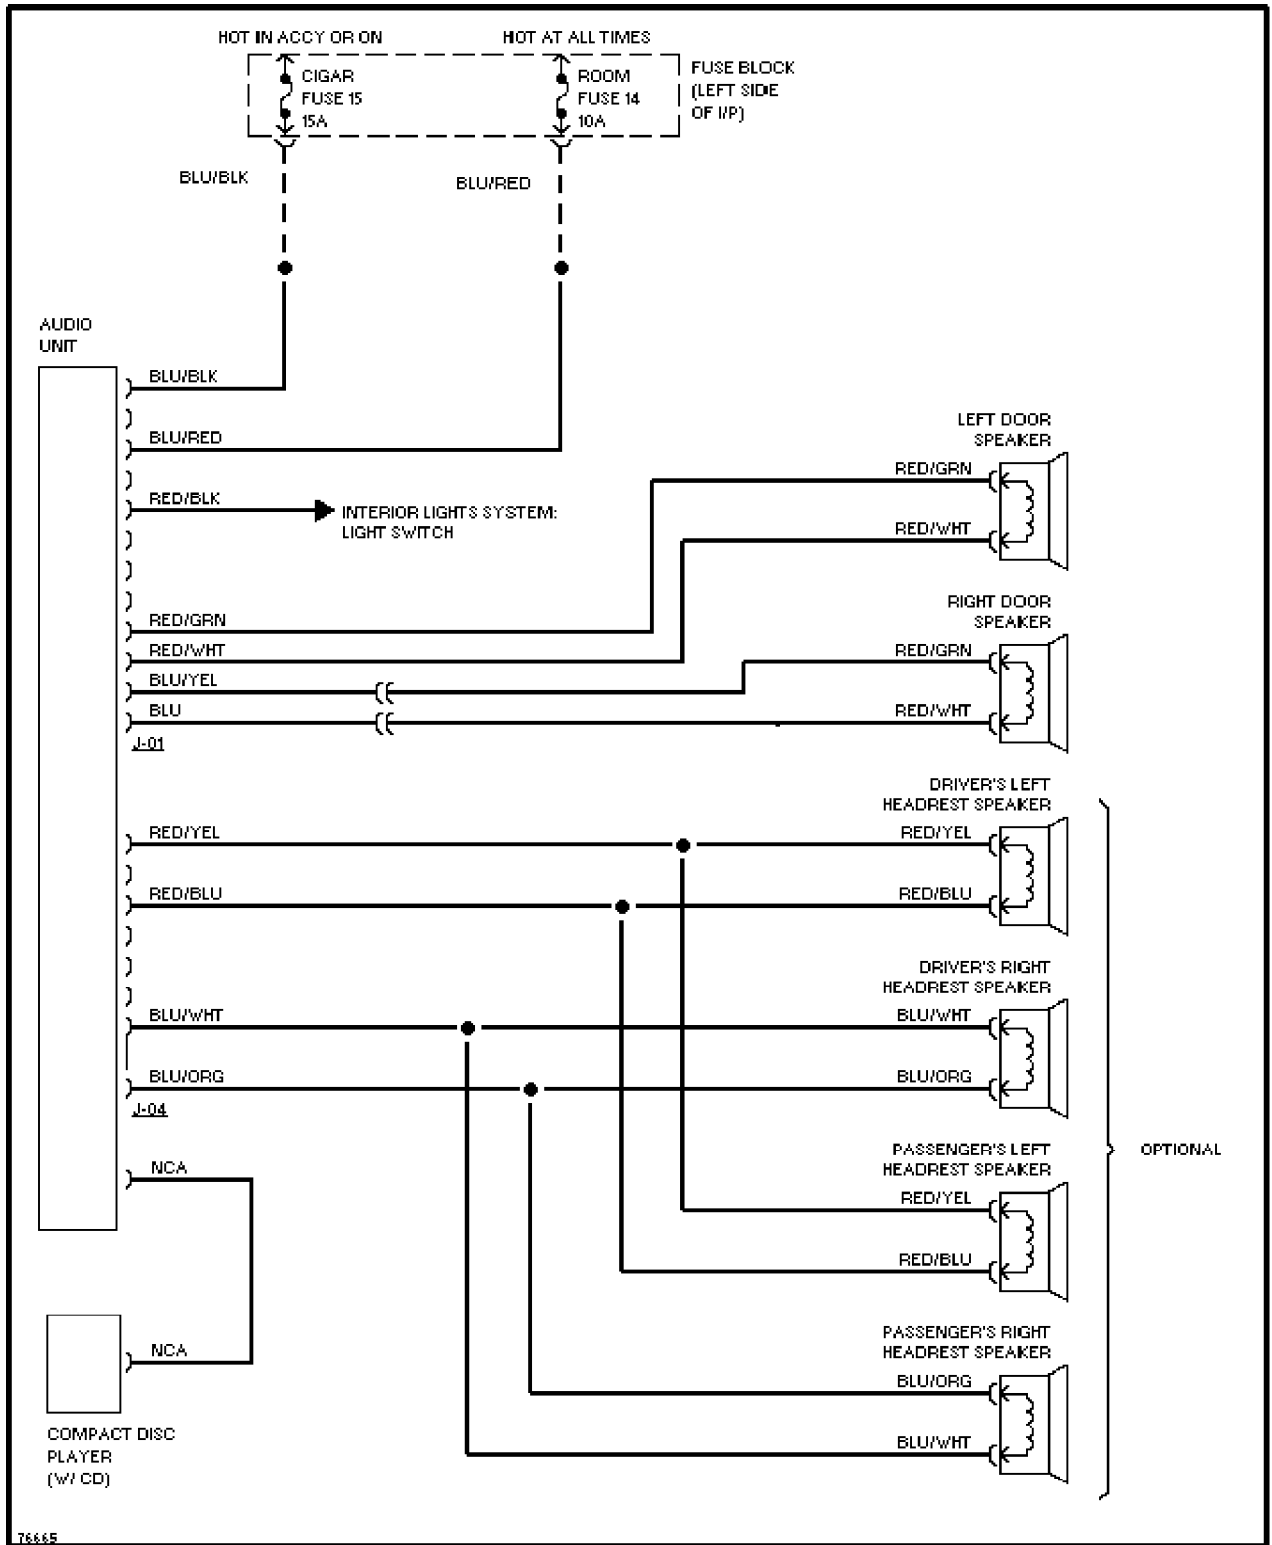 HOT IN ACCY OR ON
HOT AT ALL TIMES
CIGAR
FUSE 15
15A
ROOM
FUSE 14
10A
FUSE BLOCK
(LEFT SIDE
OF I/P)
BLU/BLK
BLU/RED
AUDIO
UNIT
BLU/BLK
BLU/RED
RED/BLK
INTERIOR LIGHTS SYSTEM:
LIGHT SWITCH
LEFT DOOR
SPEAKER
RED/GRN
RED/WHT
RIGHT DOOR
SPEAKER
RED/GRN
RED/WHT
RED/GRN
RED/WHT
BLU/YEL
BLU
J-01
DRIVER'S LEFT
HEADREST SPEAKER
RED/YEL
RED/YEL
RED/BLU
RED/BLU
DRIVER'S RIGHT
HEADREST SPEAKER
BLU/WHT
BLU/WHT
BLU/ORG
BLU/ORG
J-04
PASSENGER'S LEFT
HEADREST SPEAKER
OPTIONAL
NCA
RED/YEL
RED/BLU
PASSENGER'S RIGHT
HEADREST SPEAKER
NCA
BLU/ORG
BLU/WHT
COMPACT DISC
PLAYER
(W/ CD)
76665